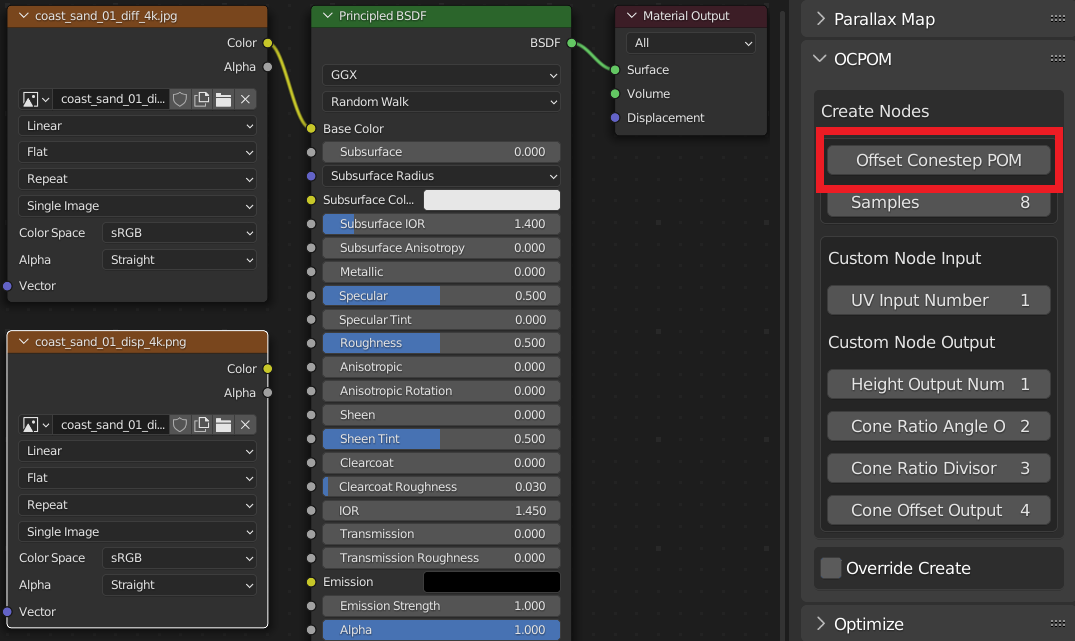 coast_sand_01_diff_4k.jpg
Color
Alpha
coast_sand_01_di...
Linear
Flat
Repeat
Single Image
Color Space sRGB
Alpha Straight
Vector
coast_sand_01_disp_4k.png
Color
Alpha
coast_sand_01_di...
Linear
Flat
Repeat
Single Image
Color Space sRGB
Alpha Straight
Vector
Principled BSDF
BSDF
GGX
Random Walk
Base Color
Subsurface 0.000
Subsurface Radius
Subsurface Col...
Subsurface IOR 1.400
Subsurface Anisotropy 0.000
Metallic 0.000
Specular 0.500
Specular Tint 0.000
Roughness 0.500
Anisotropic 0.000
Anisotropic Rotation 0.000
Sheen 0.000
Sheen Tint 0.500
Clearcoat 0.000
Clearcoat Roughness 0.030
IOR 1.450
Transmission 0.000
Transmission Roughness 0.000
Emission
Emission Strength 1.000
Alpha 1.000
Material Output
All
Surface
Volume
Displacement
Parallax Map
OCPOM
Create Nodes
Offset Conestep POM
Samples 8
Custom Node Input
UV Input Number 1
Custom Node Output
Height Output Num 1
Cone Ratio Angle O 2
Cone Ratio Divisor 3
Cone Offset Output 4
Override Create
Optimize